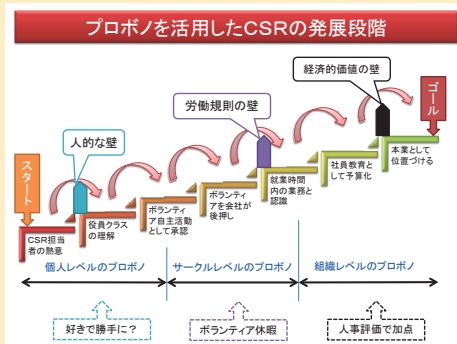 プロボノを活用したCSRの発展段階
経済的価値の壁
労働規則の壁
人的な壁
ゴール
スタート
本業として
位置づける
社員教育と
して予算化
就業時間
内の業務と
認識
ボランティ
アを会社が
後押し
ボランティ
ア自主活動
として承認
役員クラス
の理解
CSR担当
者の熱意
個人レベルのプロボノ
サークルレベルのプロボノ
組織レベルのプロボノ
好きで勝手に？
ボランティア休暇
人事評価で加点